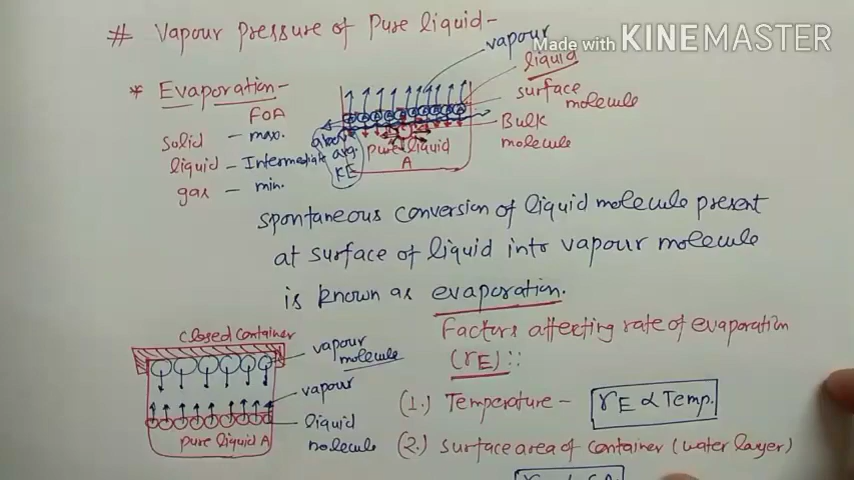 # Vapour Pressure of Pure liquid-
Made with KINEMASTER
* Evaporation-
FOA
solid - max.
liquid - Intermediate
gas - min.
vapour
liquid
surface molecule
Bulk molecule
above avg. KE
pure liquid
A
spontaneous conversion of liquid molecule present
at surface of liquid into vapour molecule
is known as evaporation.
closed container
vapour molecule
vapour
liquid molecule
pure liquid A
Factors affecting rate of evaporation
(rE) ::
(1.) Temperature - rE ∝ Temp.
(2.) surface area of container (water layer)